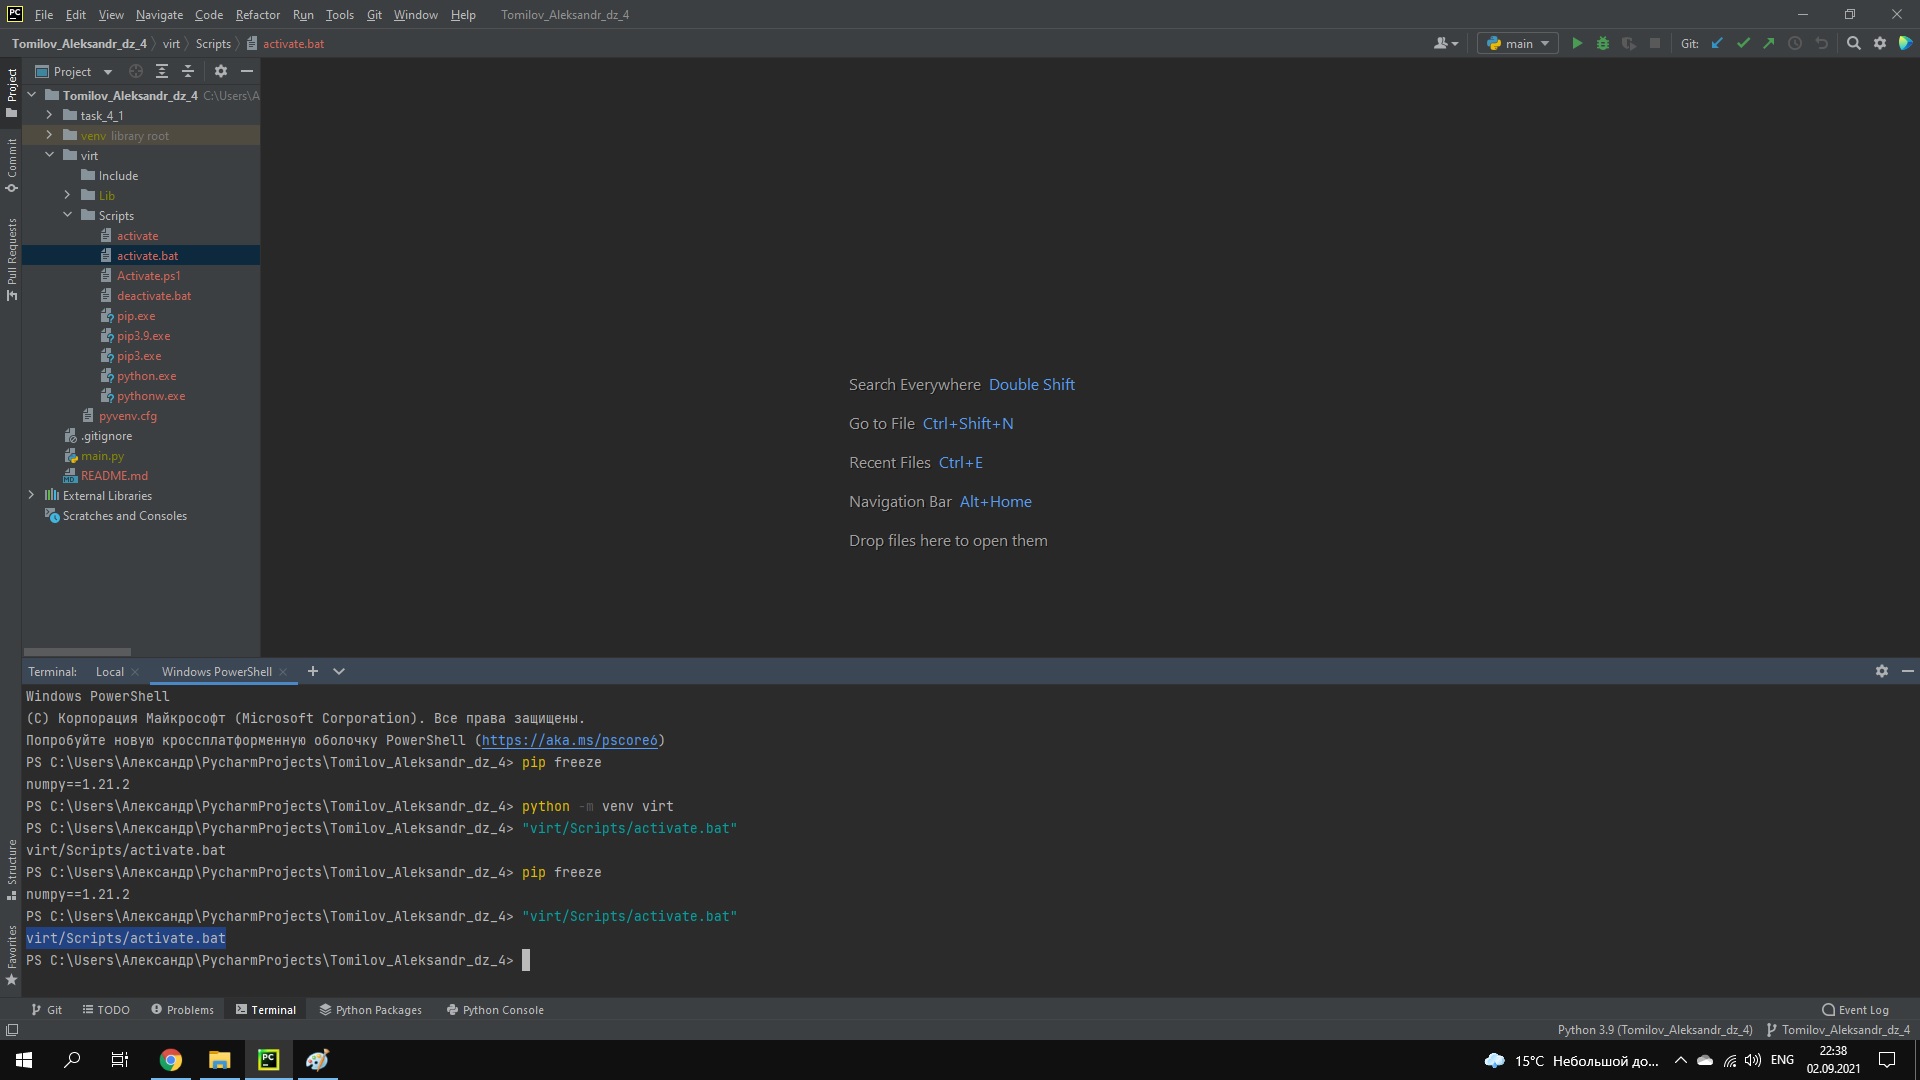 PC File Edit View Navigate Code Refactor Run Tools Git Window Help Tomilov_Aleksandr_dz_4
Tomilov_Aleksandr_dz_4 virt Scripts activate.bat main Git:
Project
Tomilov_Aleksandr_dz_4 C:\Users\A
task_4_1
venv library root
virt
Include
Lib
Scripts
activate
activate.bat
Activate.ps1
deactivate.bat
pip.exe
pip3.9.exe
pip3.exe
python.exe
pythonw.exe
pyvenv.cfg
.gitignore
main.py
README.md
External Libraries
Scratches and Consoles
Project
Commit
Pull Requests
Structure
Favorites
Search Everywhere Double Shift
Go to File Ctrl+Shift+N
Recent Files Ctrl+E
Navigation Bar Alt+Home
Drop files here to open them
Terminal: Local Windows PowerShell
Windows PowerShell
(C) Корпорация Майкрософт (Microsoft Corporation). Все права защищены.
Попробуйте новую кроссплатформенную оболочку PowerShell (https://aka.ms/pscore6)
PS C:\Users\Александр\PycharmProjects\Tomilov_Aleksandr_dz_4> pip freeze
numpy==1.21.2
PS C:\Users\Александр\PycharmProjects\Tomilov_Aleksandr_dz_4> python -m venv virt
PS C:\Users\Александр\PycharmProjects\Tomilov_Aleksandr_dz_4> "virt/Scripts/activate.bat"
virt/Scripts/activate.bat
PS C:\Users\Александр\PycharmProjects\Tomilov_Aleksandr_dz_4> pip freeze
numpy==1.21.2
PS C:\Users\Александр\PycharmProjects\Tomilov_Aleksandr_dz_4> "virt/Scripts/activate.bat"
virt/Scripts/activate.bat
PS C:\Users\Александр\PycharmProjects\Tomilov_Aleksandr_dz_4>
Git TODO Problems Terminal Python Packages Python Console Event Log
Python 3.9 (Tomilov_Aleksandr_dz_4) Tomilov_Aleksandr_dz_4
PC 15°C Небольшой до... ENG 22:38
02.09.2021